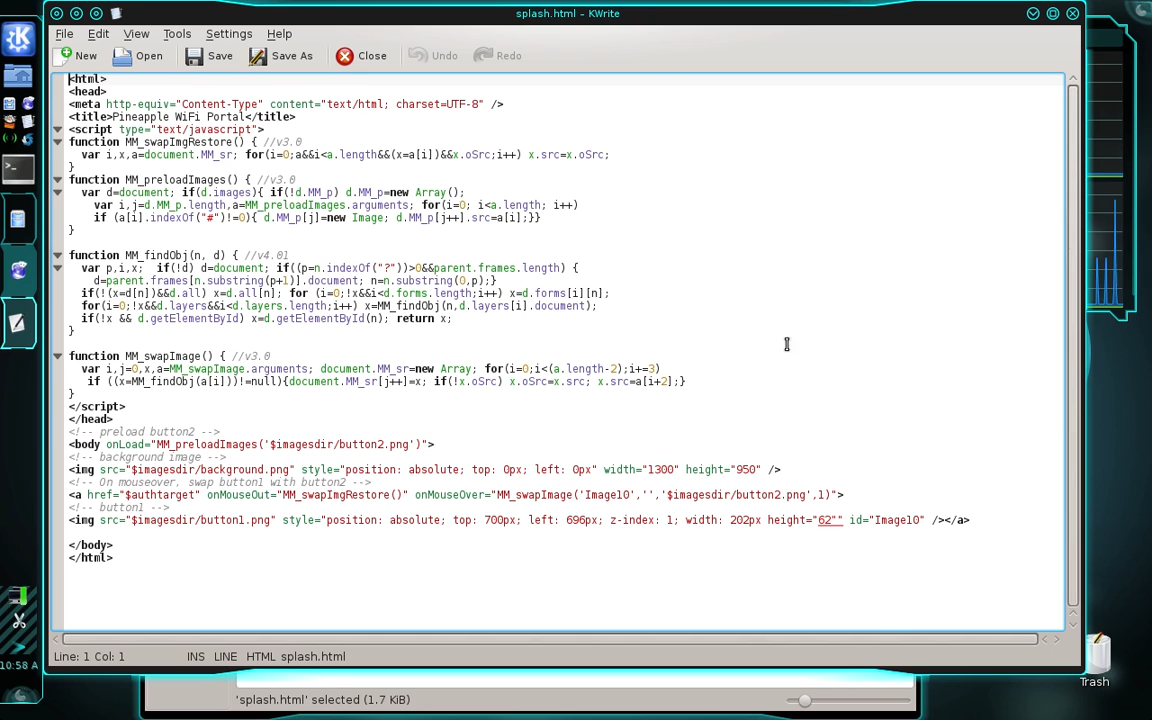 splash.html - KWrite
File Edit View Tools Settings Help
New Open Save Save As Close Undo Redo
<html>
<head>
<meta http-equiv="Content-Type" content="text/html; charset=UTF-8" />
<title>Pineapple WiFi Portal</title>
<script type="text/javascript">
function MM_swapImgRestore() { //v3.0
  var i,x,a=document.MM_sr; for(i=0;a&&i<a.length&&(x=a[i])&&x.oSrc;i++) x.src=x.oSrc;
}
function MM_preloadImages() { //v3.0
  var d=document; if(d.images){ if(!d.MM_p) d.MM_p=new Array();
    var i,j=d.MM_p.length,a=MM_preloadImages.arguments; for(i=0; i<a.length; i++)
    if (a[i].indexOf("#")!=0){ d.MM_p[j]=new Image; d.MM_p[j++].src=a[i];}}
}
function MM_findObj(n, d) { //v4.01
  var p,i,x;  if(!d) d=document; if((p=n.indexOf("?"))>0&&parent.frames.length) {
    d=parent.frames[n.substring(p+1)].document; n=n.substring(0,p);}
  if(!(x=d[n])&&d.all) x=d.all[n]; for (i=0;!x&&i<d.forms.length;i++) x=d.forms[i][n];
  for(i=0;!x&&d.layers&&i<d.layers.length;i++) x=MM_findObj(n,d.layers[i].document);
  if(!x && d.getElementById) x=d.getElementById(n); return x;
}
function MM_swapImage() { //v3.0
  var i,j=0,x,a=MM_swapImage.arguments; document.MM_sr=new Array; for(i=0;i<(a.length-2);i+=3)
   if ((x=MM_findObj(a[i]))!=null){document.MM_sr[j++]=x; if(!x.oSrc) x.oSrc=x.src; x.src=a[i+2];}
}
</script>
</head>
<!-- preload button2 -->
<body onLoad="MM_preloadImages('$imagesdir/button2.png')">
<!-- background image -->
<img src="$imagesdir/background.png" style="position: absolute; top: 0px; left: 0px" width="1300" height="950" />
<!-- On mouseover, swap button1 with button2 -->
<a href="$authtarget" onMouseOut="MM_swapImgRestore()" onMouseOver="MM_swapImage('Image10','','$imagesdir/button2.png',1)">
<!-- button1 -->
<img src="$imagesdir/button1.png" style="position: absolute; top: 700px; left: 696px; z-index: 1; width: 202px height="62"" id="Image10" /></a>
</body>
</html>
Line: 1 Col: 1 INS LINE HTML splash.html
10:58 A
Trash
'splash.html' selected (1.7 KiB)